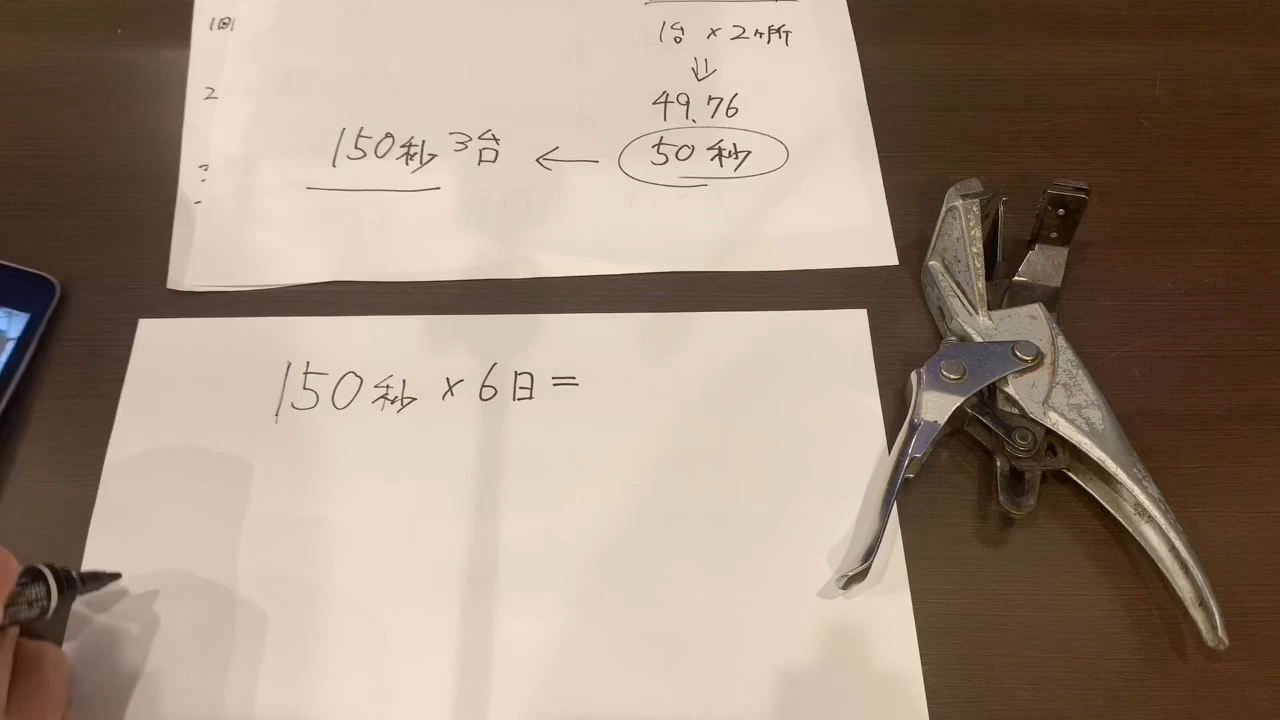 1回
1台 × 2ヶ所
⇓
2
49.76
150秒 3台 ← 50秒
150秒 × 6日 =